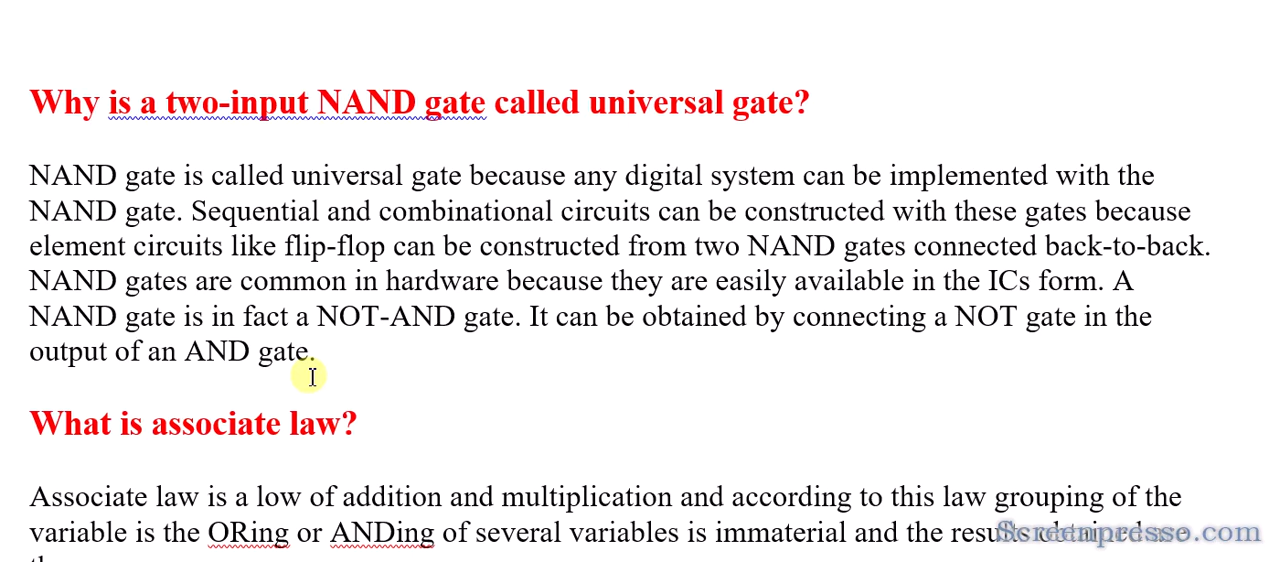 Why is a two-input NAND gate called universal gate?
NAND gate is called universal gate because any digital system can be implemented with the
NAND gate. Sequential and combinational circuits can be constructed with these gates because
element circuits like flip-flop can be constructed from two NAND gates connected back-to-back.
NAND gates are common in hardware because they are easily available in the ICs form. A
NAND gate is in fact a NOT-AND gate. It can be obtained by connecting a NOT gate in the
output of an AND gate.
What is associate law?
Associate law is a low of addition and multiplication and according to this law grouping of the
variable is the ORing or ANDing of several variables is immaterial and the results
Screenpresso.com